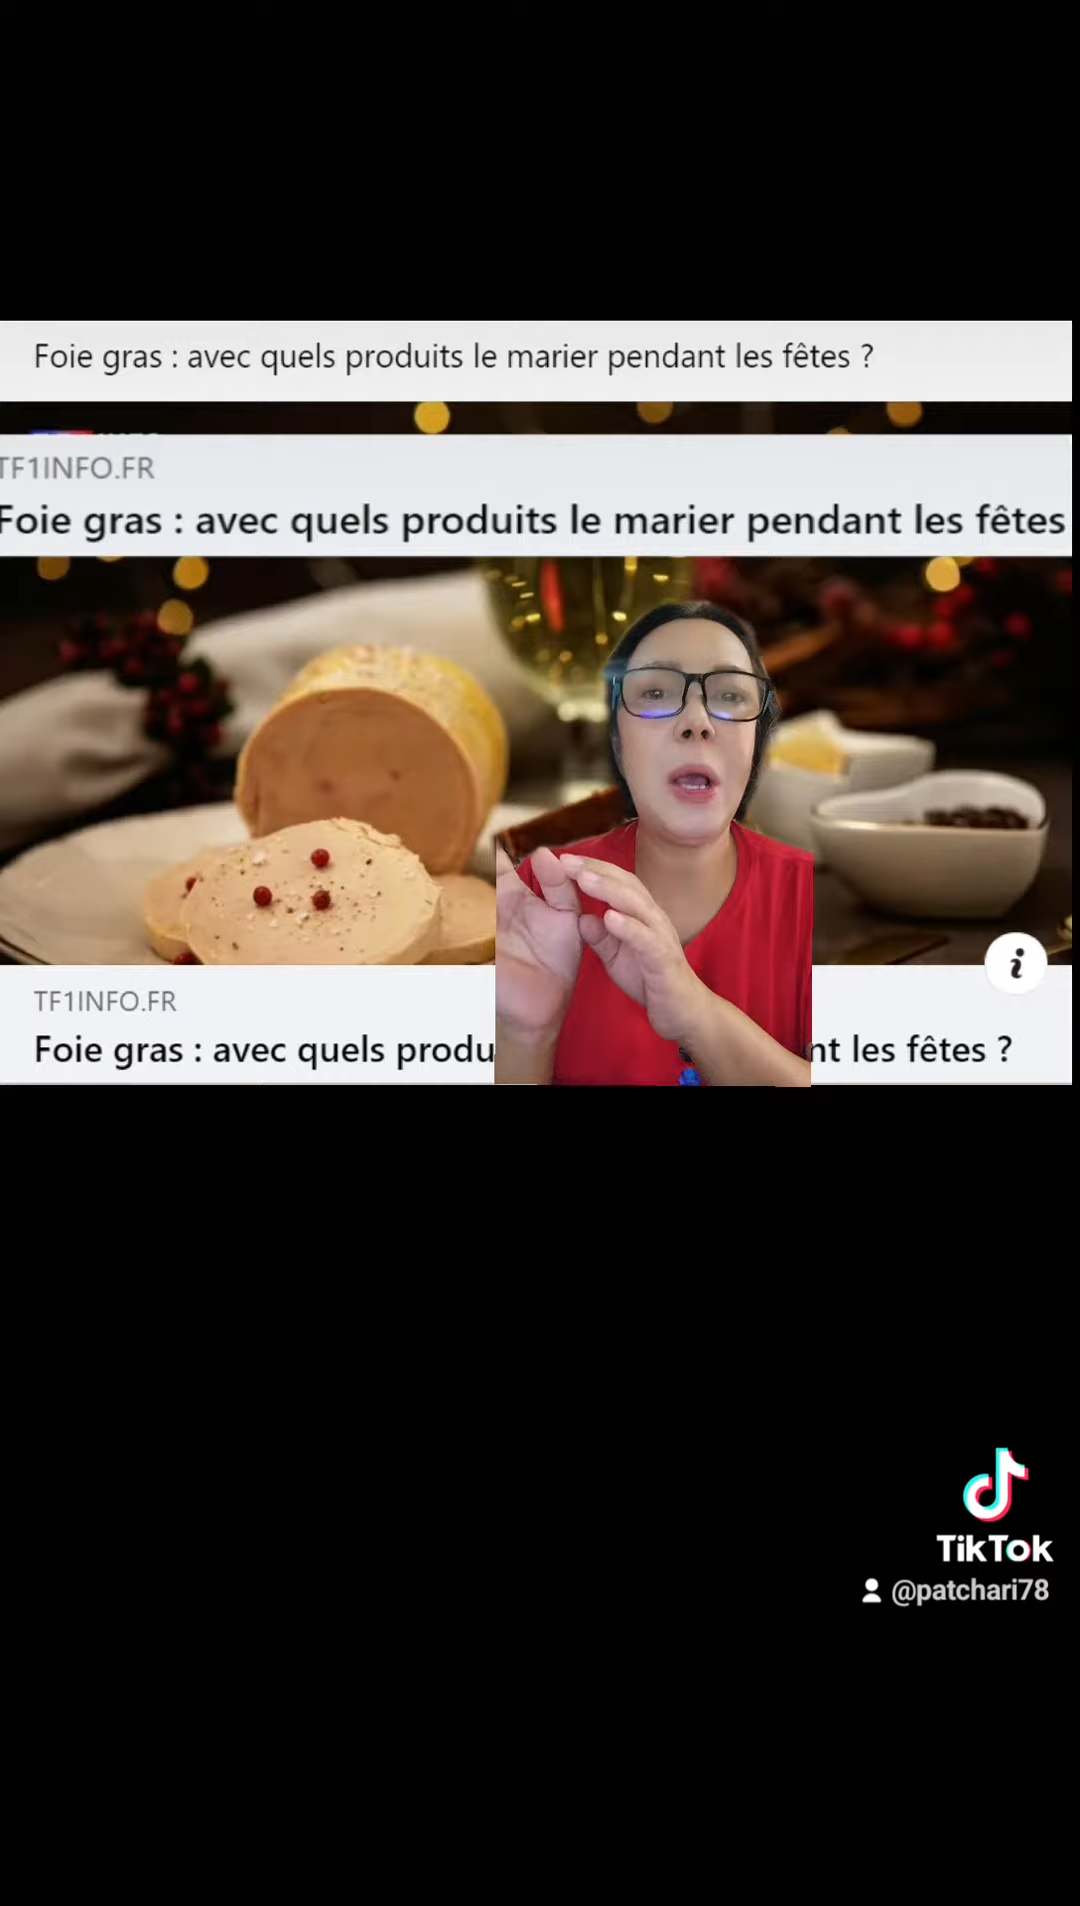 Foie gras : avec quels produits le marier pendant les fêtes ?
TF1INFO.FR
Foie gras : avec quels produits le marier pendant les fêtes
TF1INFO.FR
Foie gras : avec quels produ nt les fêtes ?
i
TikTok
@patchari78